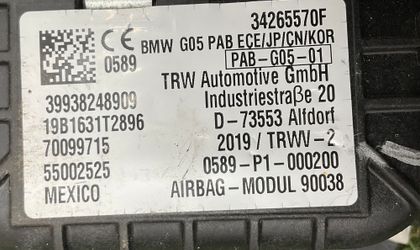 34265570F
CE BMW G05 PAB ECE/JP/CN/KOR
0589 PAB-G05-01
TRW Automotive GmbH
39938248909 Industriestraße 20
19B1631T2896 D-73553 Alfdorf
70099715 2019 / TRWV-2
55002525 0589-P1-000200
MEXICO AIRBAG-MODUL 90038